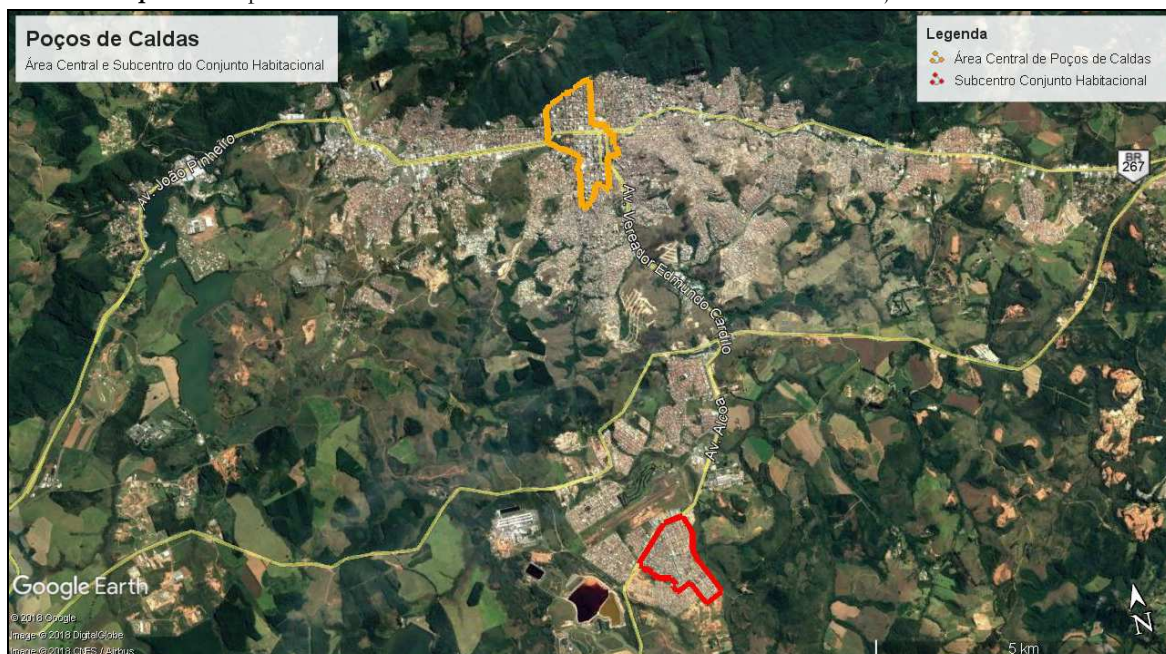 Poços de Caldas
Área Central e Subcentro do Conjunto Habitacional
Legenda
Área Central de Poços de Caldas
Subcentro Conjunto Habitacional
Av. João Pinheiro
BR
267
Av. Vereador Edmundo Cardilo
Av. Alcoa
Google Earth
© 2018 Google
Image © 2018 DigitalGlobe
Image © 2018 CNES / Airbus
N
5 km